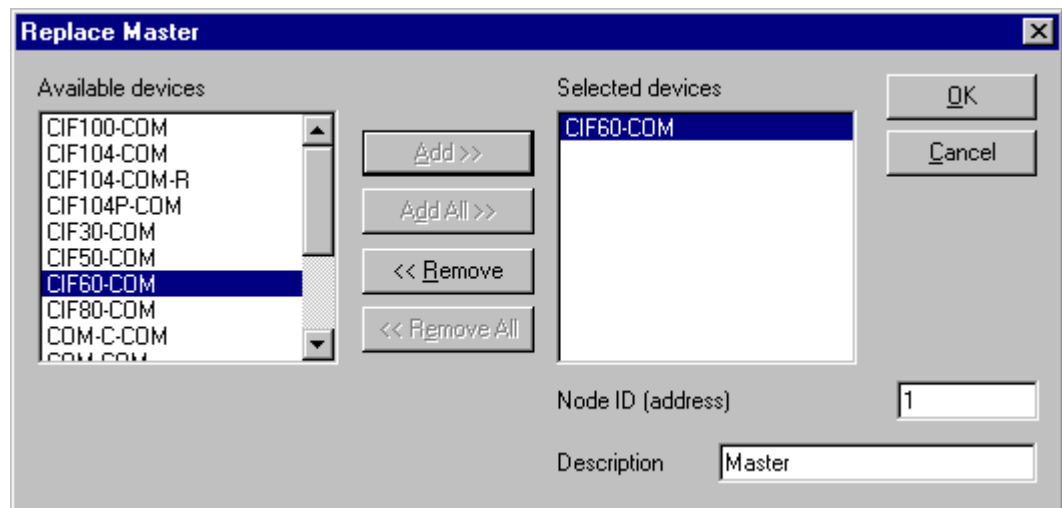 Replace Master
Available devices
CIF100-COM
CIF104-COM
CIF104-COM-R
CIF104P-COM
CIF30-COM
CIF50-COM
CIF60-COM
CIF80-COM
COM-C-COM
COM-COM
Add >>
Add All >>
<< Remove
<< Remove All
Selected devices
CIF60-COM
OK
Cancel
Node ID (address)
1
Description
Master